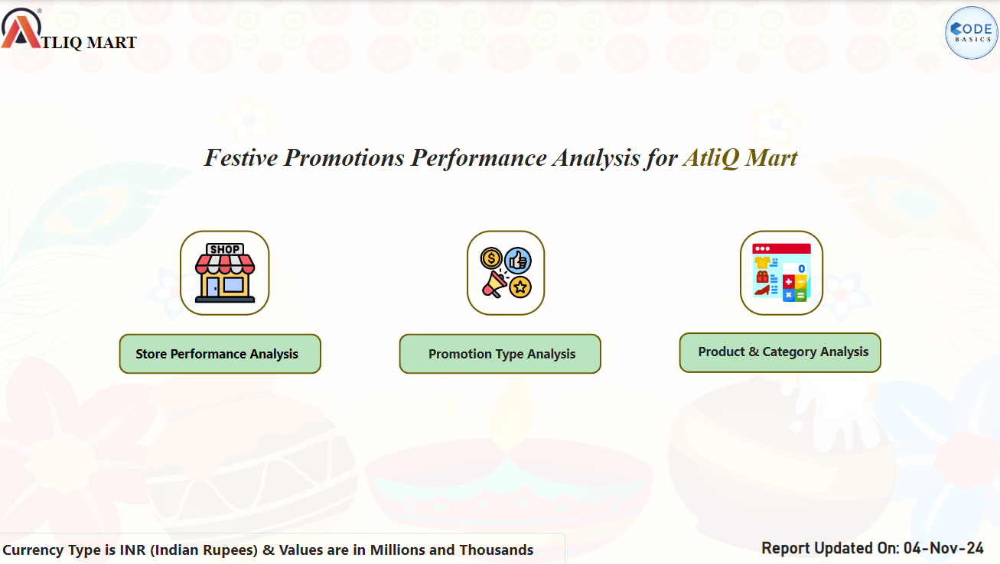 ATLIQ MART
®
CODE
BASICS
Festive Promotions Performance Analysis for AtliQ Mart
SHOP
$
0
Store Performance Analysis
Promotion Type Analysis
Product & Category Analysis
Currency Type is INR (Indian Rupees) & Values are in Millions and Thousands
Report Updated On: 04-Nov-24